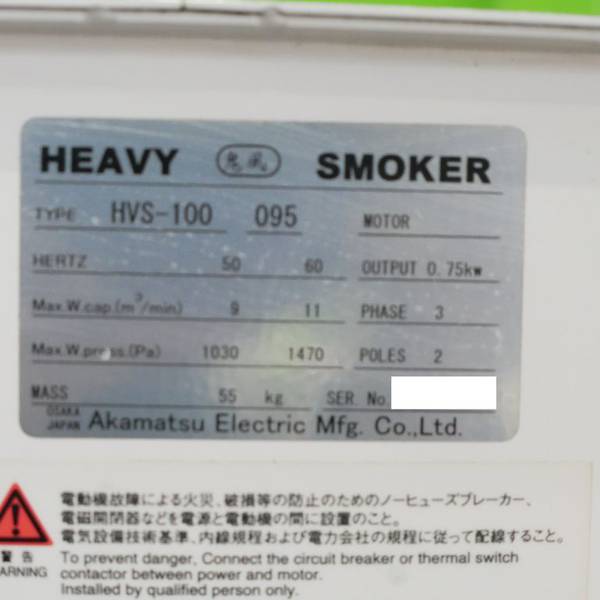 HEAVY 鬼風 SMOKER
TYPE HVS-100 095 MOTOR
HERTZ 50 60 OUTPUT 0.75kw
Max.W.cap.(m³/min) 9 11 PHASE 3
Max.W.press.(Pa) 1030 1470 POLES 2
MASS 55 kg SER.No.
OSAKA JAPAN Akamatsu Electric Mfg. Co.,Ltd.
電動機故障による火災、破損等の防止のためのノーヒューズブレーカー、
電磁開閉器などを電源と電動機の間に設置のこと。
電気設備技術基準、内線規程および電力会社の規程に従って配線すること。
警告
WARNING
To prevent danger, Connect the circuit breaker or thermal switch
contactor between power and motor.
Installed by qualified person only.